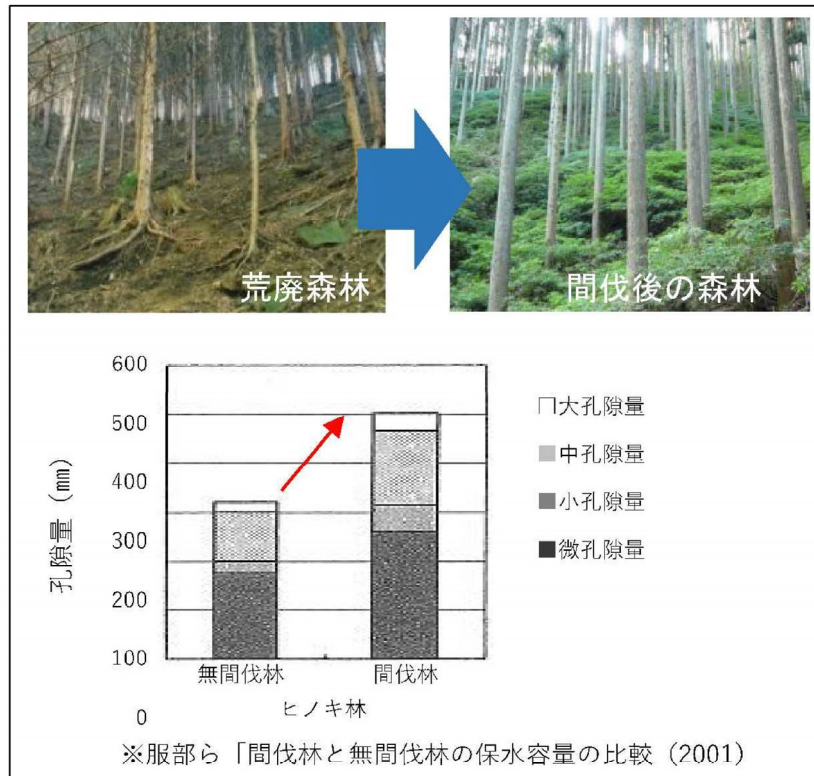 荒廃森林
間伐後の森林
600
500
400
300
200
100
0
孔隙量（㎜）
無間伐林
間伐林
ヒノキ林
□大孔隙量
中孔隙量
小孔隙量
微孔隙量
※服部ら「間伐林と無間伐林の保水容量の比較（2001）